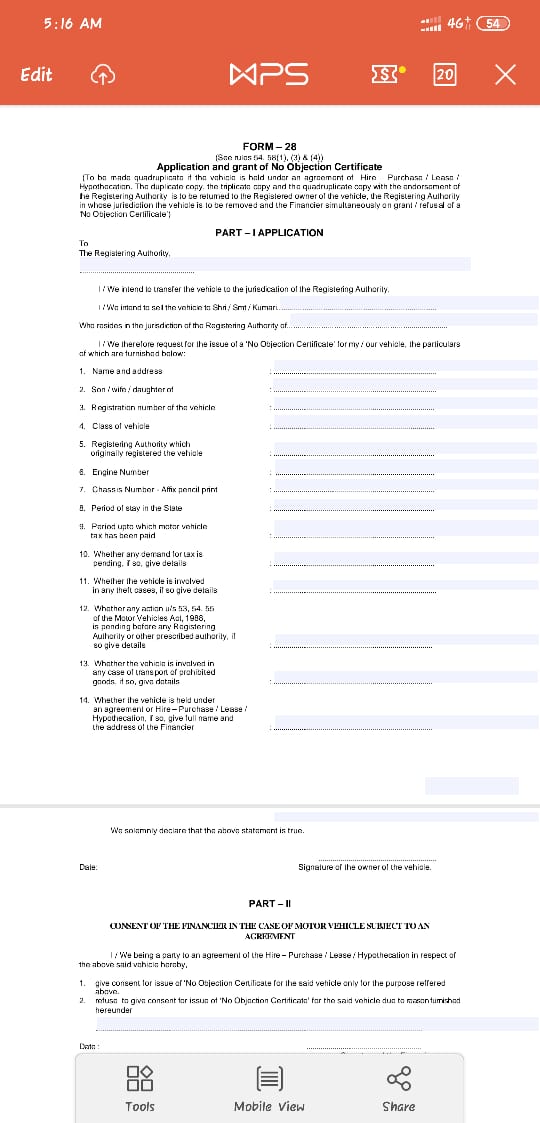 5:16 AM
4G 54
Edit
WPS
20
FORM – 28
(See rules 54, 58(1), (3) & (4))
Application and grant of No Objection Certificate
(To be made quadruplicate if the vehicle is held under an agreement of Hire – Purchase / Lease /
Hypothecation. The duplicate copy, the triplicate copy and the quadruplicate copy with the endorsement of
the Registering Authority is to be returned to the Registered owner of the vehicle, the Registering Authority
in whose jurisdiction the vehicle is to be removed and the Financier simultaneously on grant / refusal of a
'No Objection Certificate')
PART – I APPLICATION
To
The Registering Authority,
I / We intend to transfer the vehicle to the jurisdication of the Registering Authority.
I / We intend to sell the vehicle to Shri / Smt / Kumari
Who resides in the jurisdiction of the Registering Authority of
I / We therefore request for the issue of a 'No Objection Certificate' for my / our vehicle, the particulars
of which are furnished below:
1. Name and address :
2. Son / wife / daughter of :
3. Registration number of the vehicle :
4. Class of vehicle :
5. Registering Authority which
originally registered the vehicle :
6. Engine Number :
7. Chassis Number - Affix pencil print :
8. Period of stay in the State :
9. Period upto which motor vehicle
tax has been paid :
10. Whether any demand for tax is
pending, if so, give details :
11. Whether the vehicle is involved
in any theft cases, if so give details :
12. Whether any action u/s 53, 54, 55
of the Motor Vehicles Act, 1988,
is pending before any Registering
Authority or other prescribed authority, if
so give details :
13. Whether the vehicle is involved in
any case of transport of prohibited
goods, if so, give details :
14. Whether the vehicle is held under
an agreement or Hire – Purchase / Lease /
Hypothecation, if so, give full name and
the address of the Financier :
We solemnly declare that the above statement is true.
Date: Signature of the owner of the vehicle.
PART – II
CONSENT OF THE FINANCIER IN THE CASE OF MOTOR VEHICLE SUBJECT TO AN
AGREEMENT
I / We being a party to an agreement of the Hire – Purchase / Lease / Hypothecation in respect of
the above said vehicle hereby,
1. give consent for issue of 'No Objection Certificate for the said vehicle only for the purpose reffered
above.
2. refuse to give consent for issue of 'No Objection Certificate' for the said vehicle due to reason furnished
hereunder
Date :
Tools
Mobile View
Share